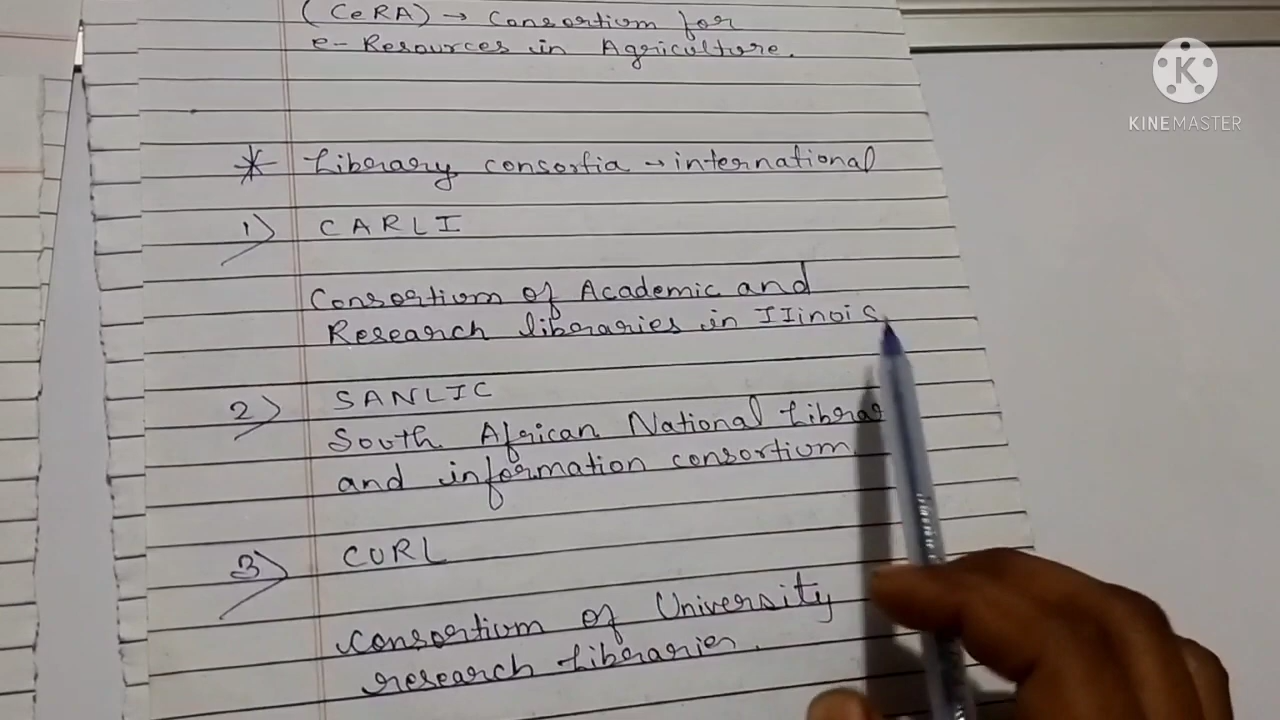 (CeRA) → Consortium for
e-Resources in Agriculture.
* Library consortia → international
1) CARLI
Consortium of Academic and
Research libraries in IIinois
2) SANLIC
South African National Librar
and information consortium.
3) CURL
Consortium of University
research libraries.
K
KINEMASTER